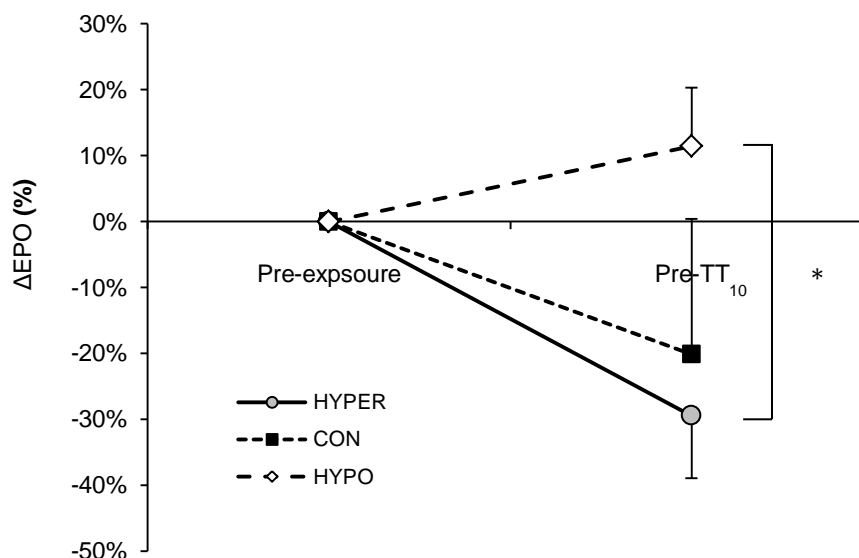 30%
20%
10%
0%
-10%
-20%
-30%
-40%
-50%
ΔEPO (%)
Pre-expsoure
Pre-TT10
*
HYPER
CON
HYPO